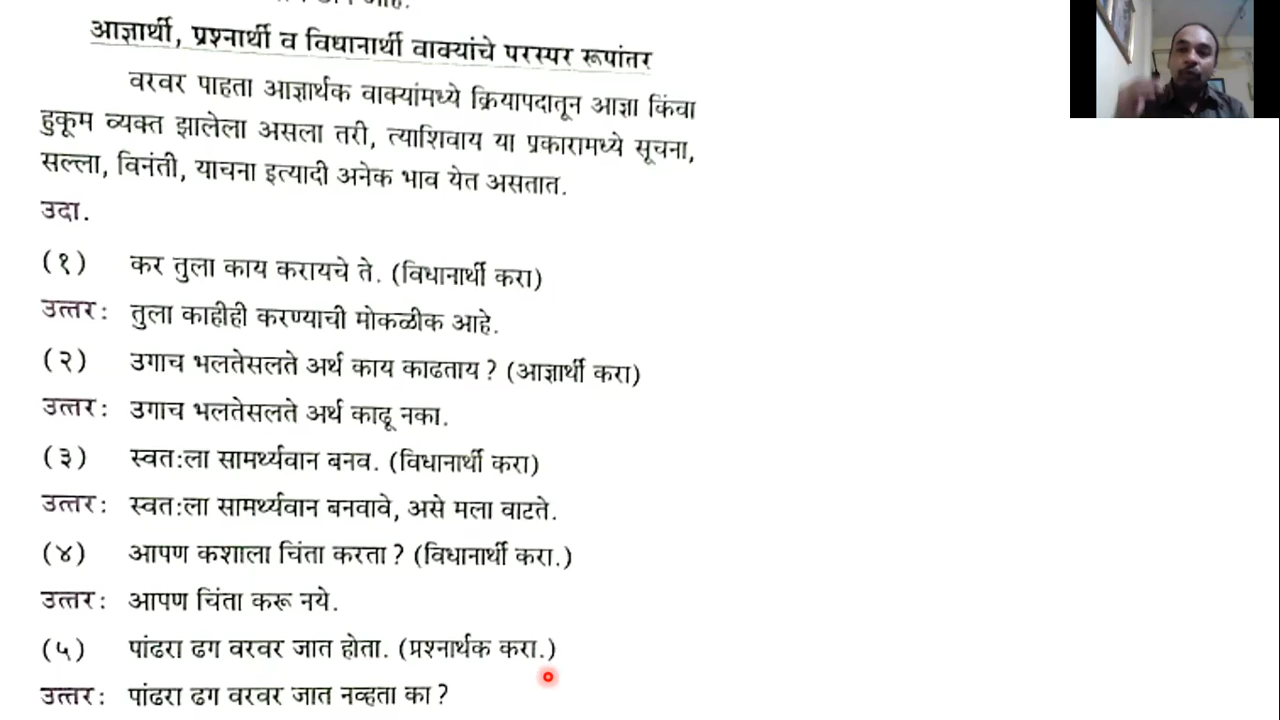 आज्ञार्थी, प्रश्नार्थी व विधानार्थी वाक्यांचे परस्पर रूपांतर
वरवर पाहता आज्ञार्थक वाक्यांमध्ये क्रियापदातून आज्ञा किंवा
हुकूम व्यक्त झालेला असला तरी, त्याशिवाय या प्रकारामध्ये सूचना,
सल्ला, विनंती, याचना इत्यादी अनेक भाव येत असतात.
उदा.
(१) कर तुला काय करायचे ते. (विधानार्थी करा)
उत्तर: तुला काहीही करण्याची मोकळीक आहे.
(२) उगाच भलतेसलते अर्थ काय काढताय ? (आज्ञार्थी करा)
उत्तर: उगाच भलतेसलते अर्थ काढू नका.
(३) स्वत:ला सामर्थ्यवान बनव. (विधानार्थी करा)
उत्तर: स्वत:ला सामर्थ्यवान बनवावे, असे मला वाटते.
(४) आपण कशाला चिंता करता ? (विधानार्थी करा.)
उत्तर: आपण चिंता करू नये.
(५) पांढरा ढग वरवर जात होता. (प्रश्नार्थक करा.)
उत्तर: पांढरा ढग वरवर जात नव्हता का ?